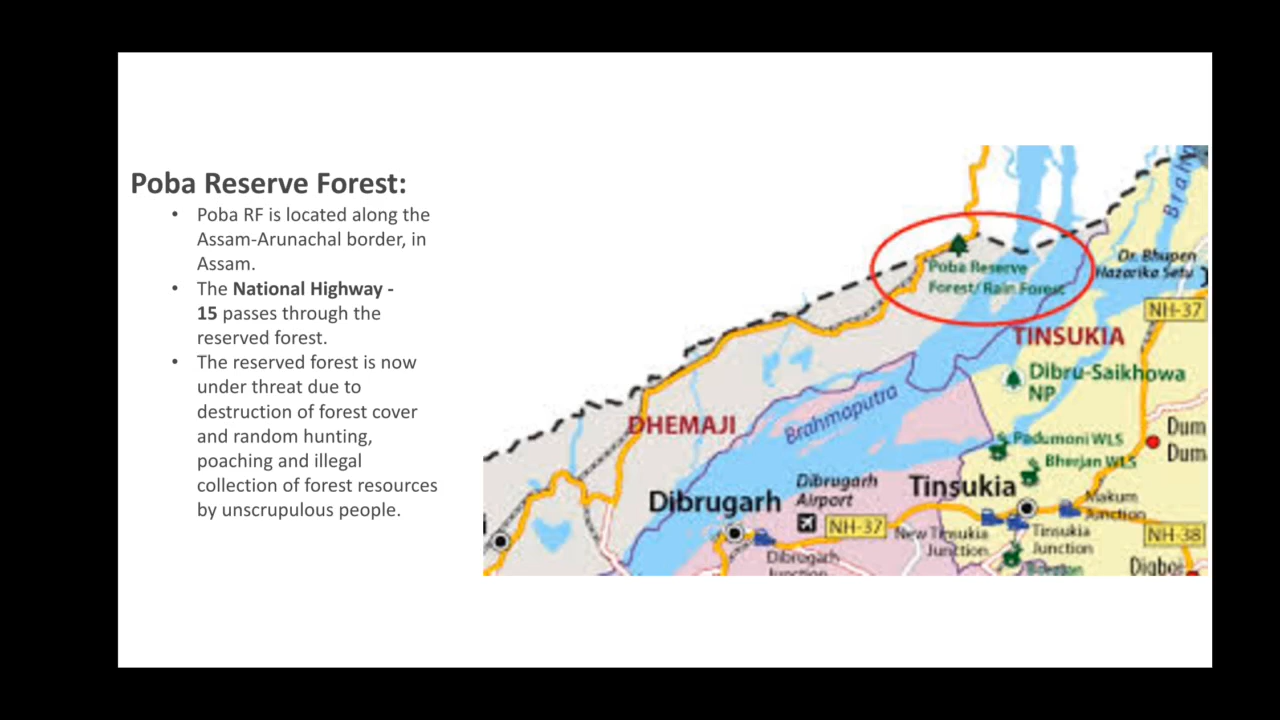 Poba Reserve Forest:
• Poba RF is located along the
Assam-Arunachal border, in
Assam.
• The National Highway -
15 passes through the
reserved forest.
• The reserved forest is now
under threat due to
destruction of forest cover
and random hunting,
poaching and illegal
collection of forest resources
by unscrupulous people.
Brah
Dr. Bhupen
Hazarika Setu
Poba Reserve
Forest/ Rain Forest
NH-37
TINSUKIA
Dibru-Saikhowa
NP
Brahmaputra
DHEMAJI
Dum
Dum
Padumoni WLS
Bherjan WLS
Dibrugarh
Airport
Tinsukia
Dibrugarh
Makum
Junction
NH-37
New Tinsukia
Junction
Tinsukia
Junction
NH-38
Dibrugarh
Junction
Digboi